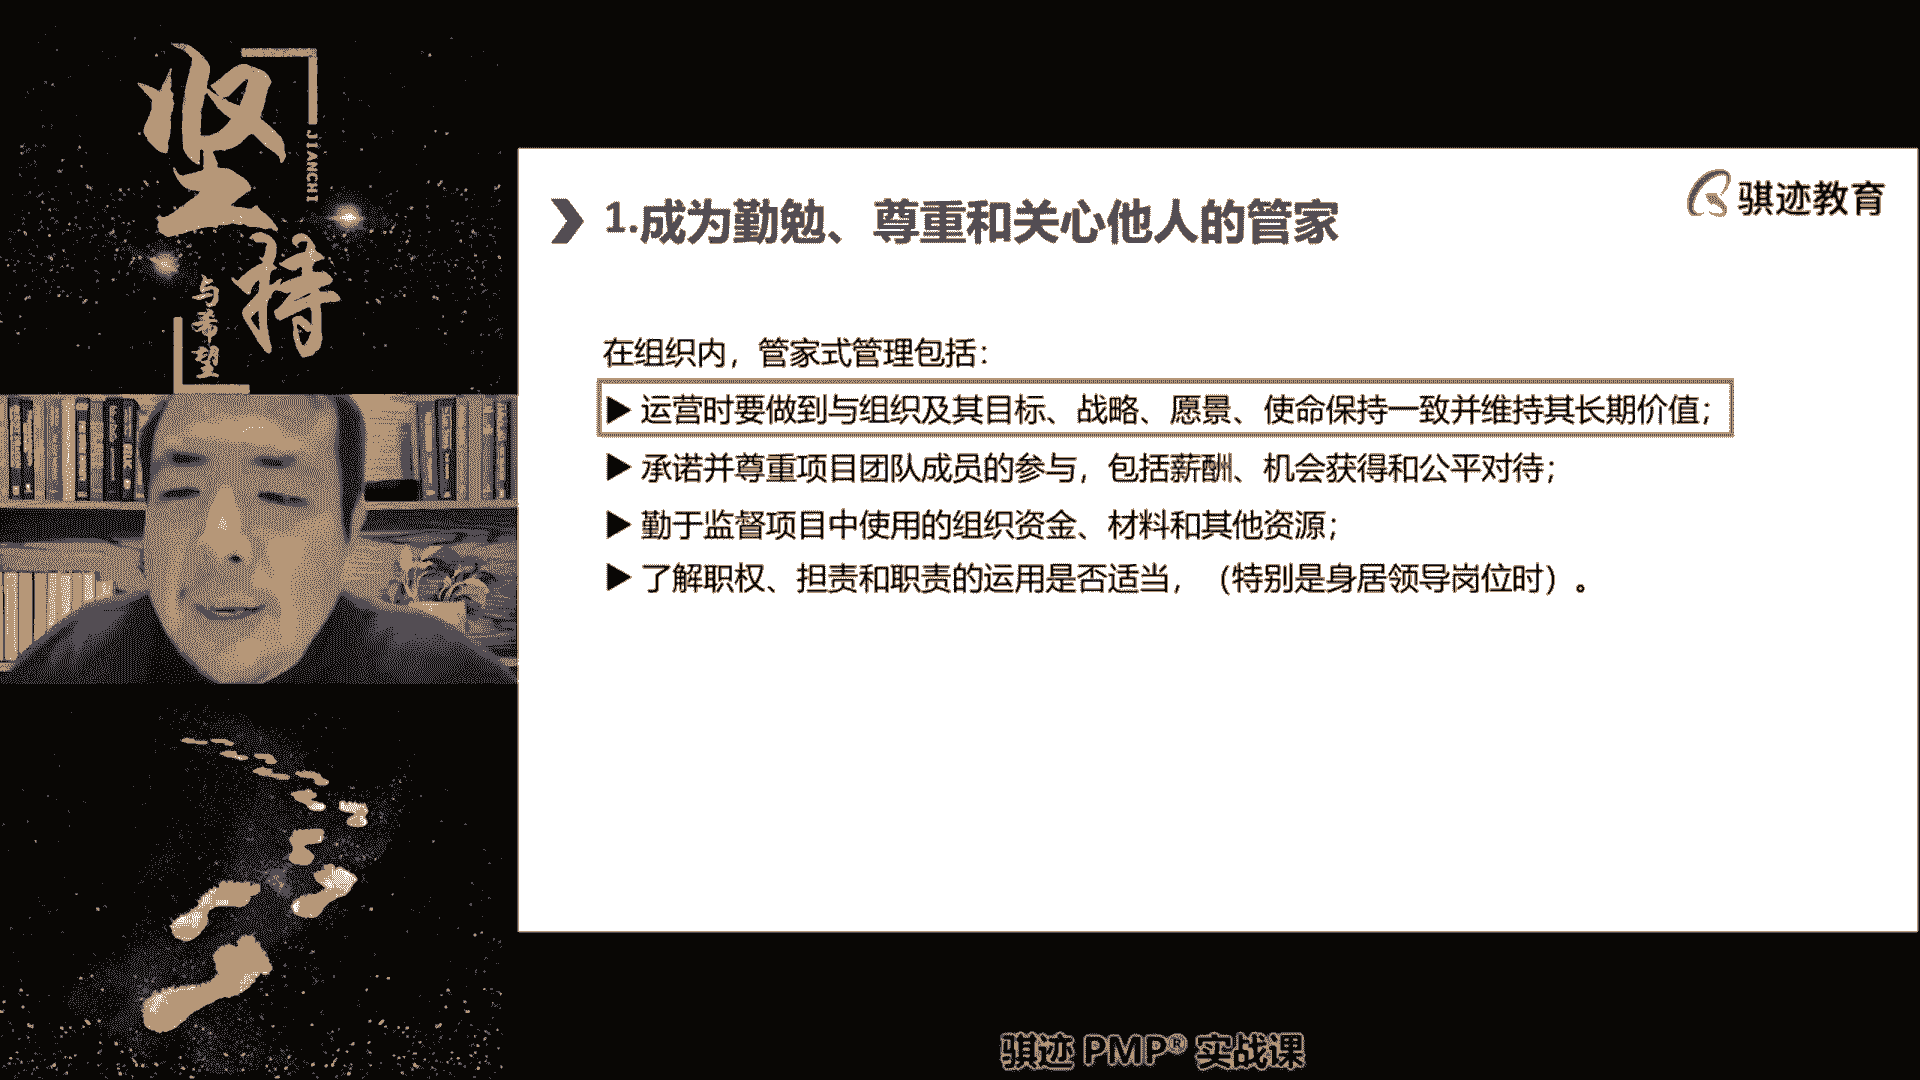 坚持
JIANCHI
与希望
骐迹教育
1.成为勤勉、尊重和关心他人的管家
在组织内，管家式管理包括：
▶ 运营时要做到与组织及其目标、战略、愿景、使命保持一致并维持其长期价值；
▶ 承诺并尊重项目团队成员的参与，包括薪酬、机会获得和公平对待；
▶ 勤于监督项目中使用的组织资金、材料和其他资源；
▶ 了解职权、担责和职责的运用是否适当，（特别是身居领导岗位时）。
骐迹 PMP® 实战课